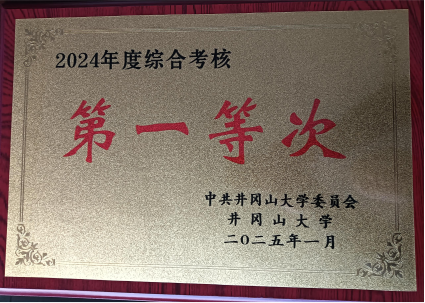 2024年度综合考核
第一等次
中共井冈山大学委员会
井冈山大学
二〇二五年一月